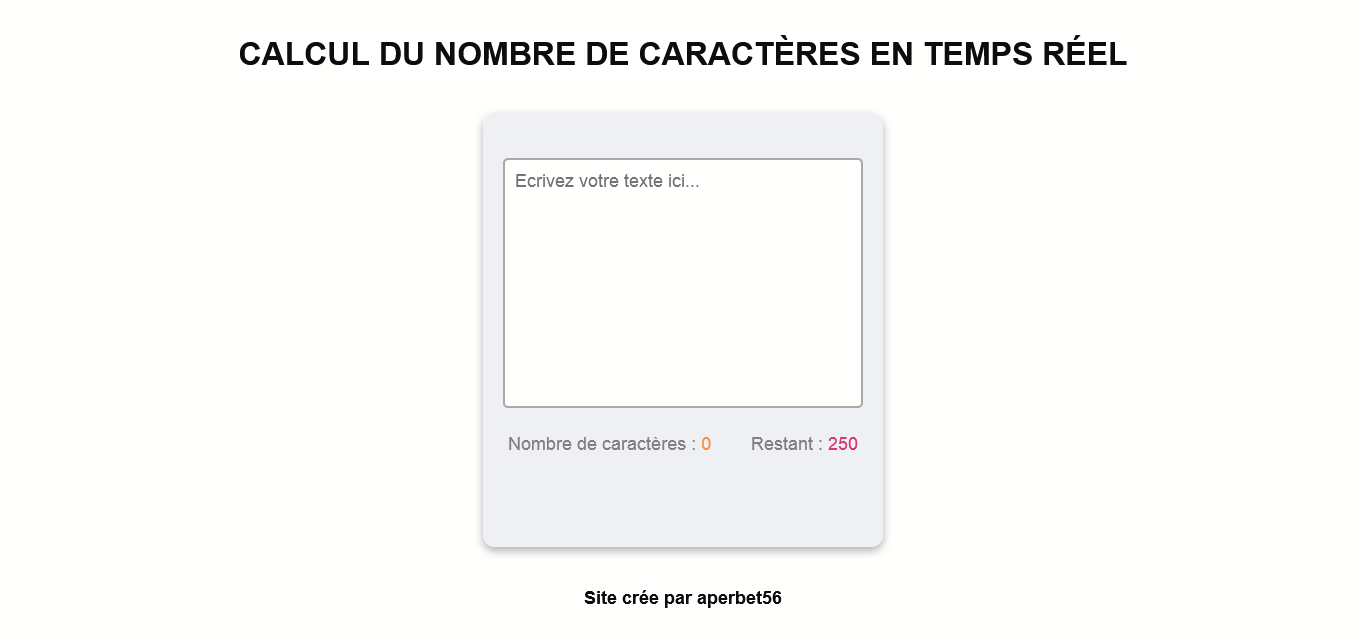 CALCUL DU NOMBRE DE CARACTÈRES EN TEMPS RÉEL
Ecrivez votre texte ici...
Nombre de caractères : 0 Restant : 250
Site crée par aperbet56